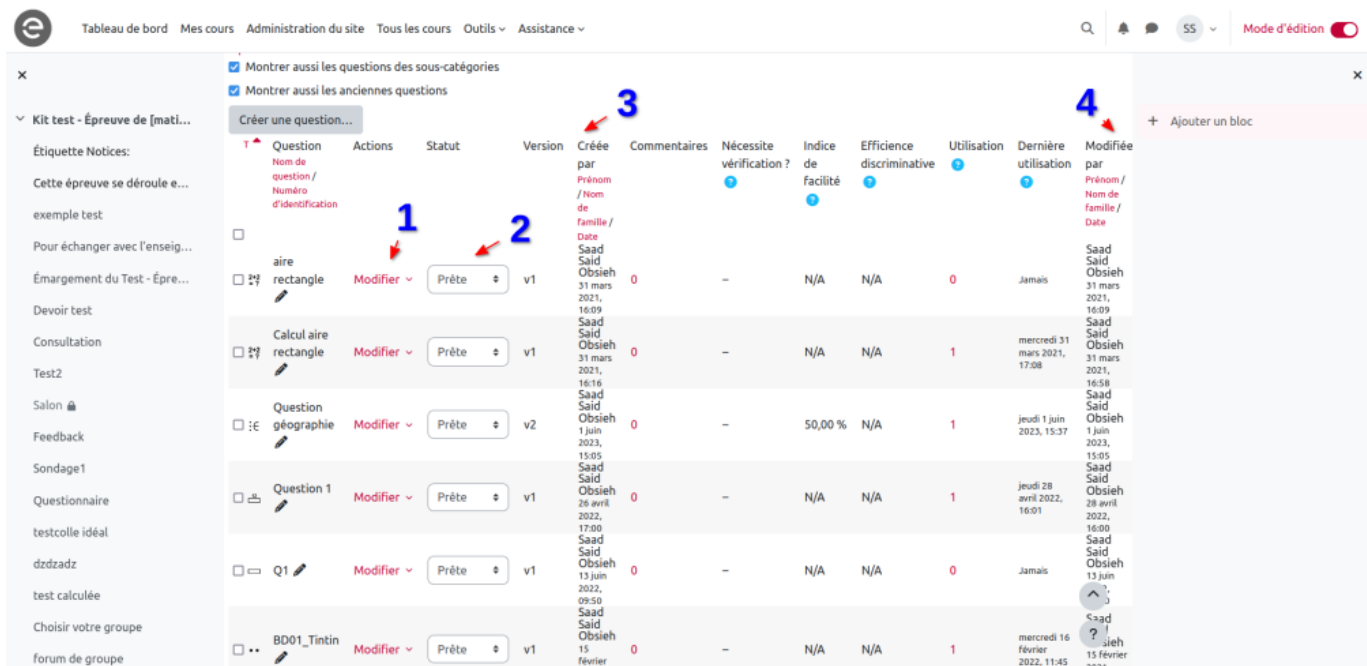 e Tableau de bord Mes cours Administration du site Tous les cours Outils Assistance SS Mode d'édition
Montrer aussi les questions des sous-catégories
Montrer aussi les anciennes questions
Kit test - Épreuve de [mati...
Étiquette Notices:
Cette épreuve se déroule e...
exemple test
Pour échanger avec l'enseig...
Émargement du Test - Épre...
Devoir test
Consultation
Test2
Salon
Feedback
Sondage1
Questionnaire
testcolle idéal
dzdzadz
test calculée
Choisir votre groupe
forum de groupe
Créer une question...
3
4
1
2
T
Question
Nom de
question /
Numéro
d'identification
Actions
Statut
Version
Créée
par
Prénom
/ Nom
de
famille /
Date
Commentaires
Nécessite
vérification ?
?
Indice
de
facilité
?
Efficience
discriminative
?
Utilisation
?
Dernière
utilisation
?
Modifiée
par
Prénom /
Nom de
famille /
Date
aire
rectangle
Modifier
Prête
v1
Saad
Said
Obsieh
31 mars
2021,
16:09
0
–
N/A
N/A
0
Jamais
Saad
Said
Obsieh
31 mars
2021,
16:09
Calcul aire
rectangle
Modifier
Prête
v1
Saad
Said
Obsieh
31 mars
2021,
16:16
0
–
N/A
N/A
1
mercredi 31
mars 2021,
17:08
Saad
Said
Obsieh
31 mars
2021,
16:58
Question
géographie
Modifier
Prête
v2
Saad
Said
Obsieh
1 juin
2023,
15:05
0
–
50,00 %
N/A
1
jeudi 1 juin
2023, 15:37
Saad
Said
Obsieh
1 juin
2023,
15:05
Question 1
Modifier
Prête
v1
Saad
Said
Obsieh
26 avril
2022,
17:00
0
–
N/A
N/A
1
jeudi 28
avril 2022,
16:01
Saad
Said
Obsieh
28 avril
2022,
16:00
Q1
Modifier
Prête
v1
Saad
Said
Obsieh
13 juin
2022,
09:50
0
–
N/A
N/A
0
Jamais
Saad
Said
Obsieh
13 juin
BD01_Tintin
Modifier
Prête
v1
Saad
Said
Obsieh
15
février
0
–
N/A
N/A
1
mercredi 16
février
2022, 11:45
Saad
?
15 février
+ Ajouter un bloc